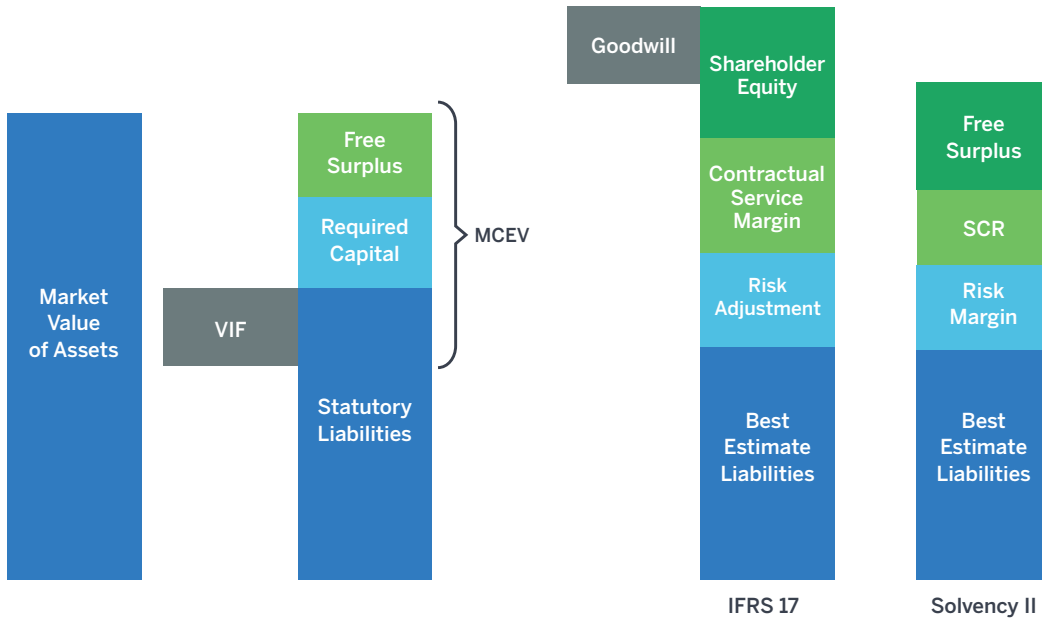 Market
Value
of Assets
VIF
Free
Surplus
Required
Capital
Statutory
Liabilities
MCEV
Goodwill
Shareholder
Equity
Contractual
Service
Margin
Risk
Adjustment
Best
Estimate
Liabilities
IFRS 17
Free
Surplus
SCR
Risk
Margin
Best
Estimate
Liabilities
Solvency II